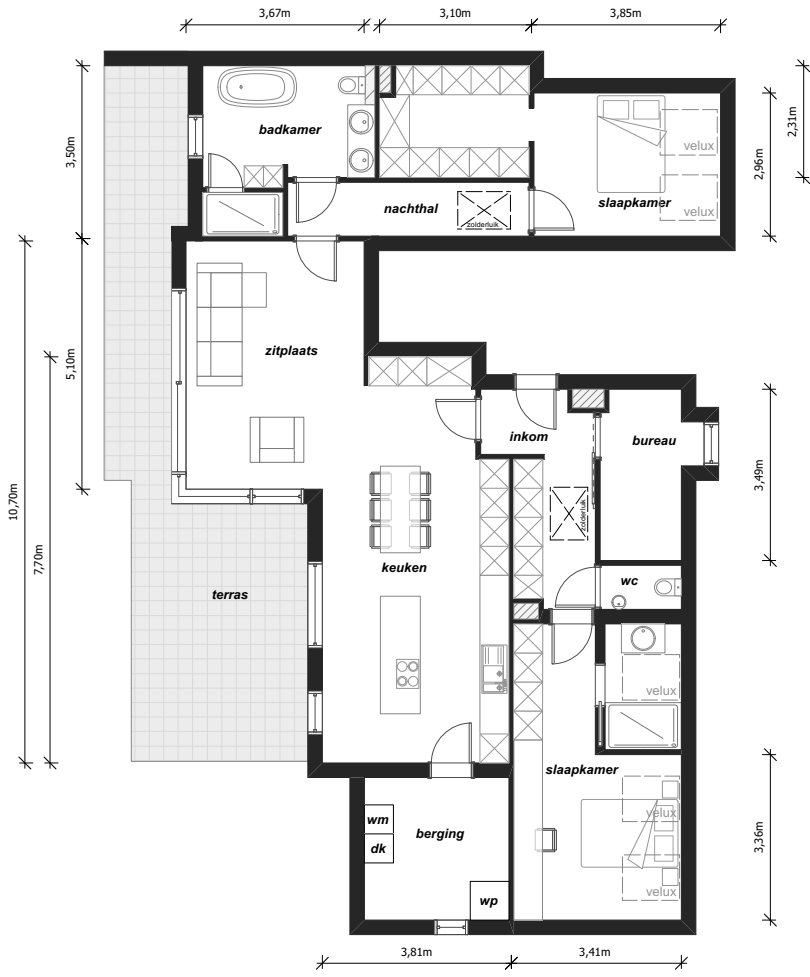 3,67m
3,10m
3,85m
3,50m
badkamer
velux
2,96m
2,31m
slaapkamer
velux
nachthal
zolderluik
5,10m
zitplaats
10,70m
7,70m
inkom
bureau
3,49m
zolderluik
keuken
wc
terras
velux
slaapkamer
velux
wm
dk
berging
wp
velux
3,36m
3,81m
3,41m